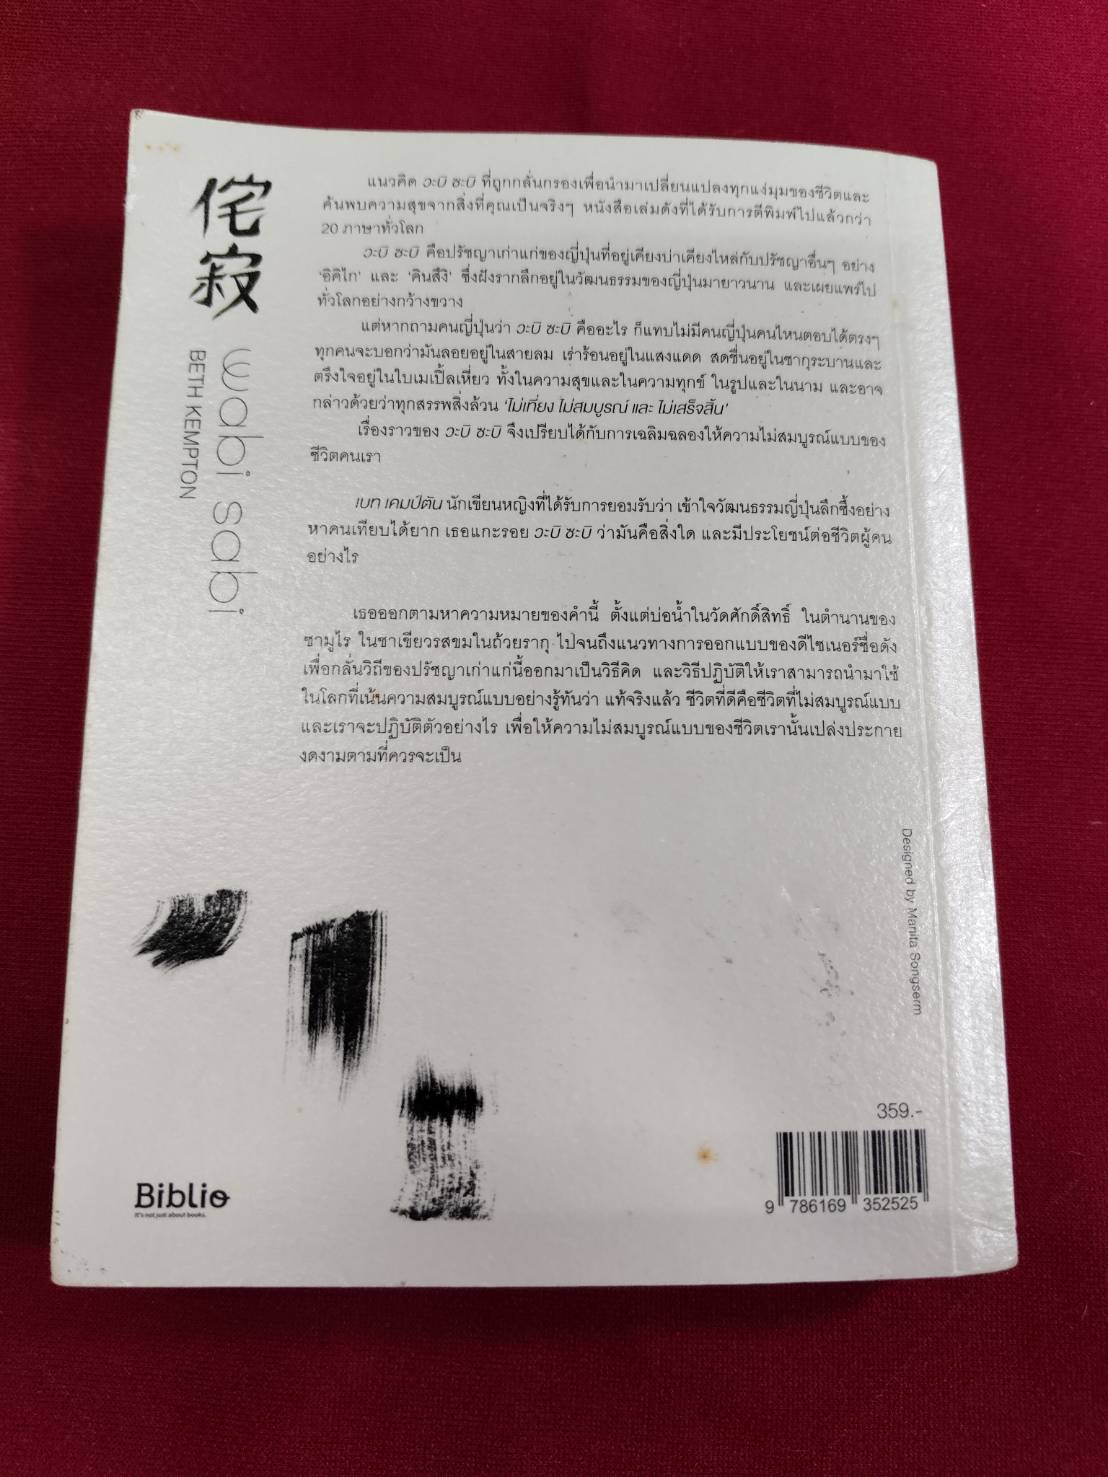 侘寂
wabi sabi
BETH KEMPTON
แนวคิด วะบิ ซะบิ ที่ถูกกลั่นกรองเพื่อนำมาเปลี่ยนแปลงทุกแง่มุมของชีวิตและ
ค้นพบความสุขจากสิ่งที่คุณเป็นจริงๆ หนังสือเล่มดังที่ได้รับการตีพิมพ์ไปแล้วกว่า
20 ภาษาทั่วโลก
วะบิ ซะบิ คือปรัชญาเก่าแก่ของญี่ปุ่นที่อยู่เคียงบ่าเคียงไหล่กับปรัชญาอื่นๆ อย่าง
'อิคิไก' และ 'คินสึงิ' ซึ่งฝังรากลึกอยู่ในวัฒนธรรมของญี่ปุ่นมายาวนาน และเผยแพร่ไป
ทั่วโลกอย่างกว้างขวาง
แต่หากถามคนญี่ปุ่นว่า วะบิ ซะบิ คืออะไร ก็แทบไม่มีคนญี่ปุ่นคนไหนตอบได้ตรงๆ
ทุกคนจะบอกว่ามันลอยอยู่ในสายลม เร่าร้อนอยู่ในแสงแดด สดชื่นอยู่ในซากุระบานและ
ตรึงใจอยู่ในใบเมเปิ้ลเหี่ยว ทั้งในความสุขและในความทุกข์ ในรูปและในนาม และอาจ
กล่าวด้วยว่าทุกสรรพสิ่งล้วน 'ไม่เที่ยง ไม่สมบูรณ์ และ ไม่เสร็จสิ้น'
เรื่องราวของ วะบิ ซะบิ จึงเปรียบได้กับการเฉลิมฉลองให้ความไม่สมบูรณ์แบบของ
ชีวิตคนเรา
เบท เคมป์ตัน นักเขียนหญิงที่ได้รับการยอมรับว่า เข้าใจวัฒนธรรมญี่ปุ่นลึกซึ้งอย่าง
หาคนเทียบได้ยาก เธอแกะรอย วะบิ ซะบิ ว่ามันคือสิ่งใด และมีประโยชน์ต่อชีวิตผู้คน
อย่างไร
เธอออกตามหาความหมายของคำนี้ ตั้งแต่บ่อน้ำในวัดศักดิ์สิทธิ์ ในตำนานของ
ซามูไร ในชาเขียวรสขมในถ้วยรากุ ไปจนถึงแนวทางการออกแบบของดีไซเนอร์ชื่อดัง
เพื่อกลั่นวิถีของปรัชญาเก่าแก่นี้ออกมาเป็นวิธีคิด และวิธีปฏิบัติให้เราสามารถนำมาใช้
ในโลกที่เน้นความสมบูรณ์แบบอย่างรู้ทันว่า แท้จริงแล้ว ชีวิตที่ดีคือชีวิตที่ไม่สมบูรณ์แบบ
และเราจะปฏิบัติตัวอย่างไร เพื่อให้ความไม่สมบูรณ์แบบของชีวิตเรานั้นเปล่งประกาย
งดงามตามที่ควรจะเป็น
Designed by Manita Songserm
359.-
9 786169 352525
Biblio
It's not just about books.